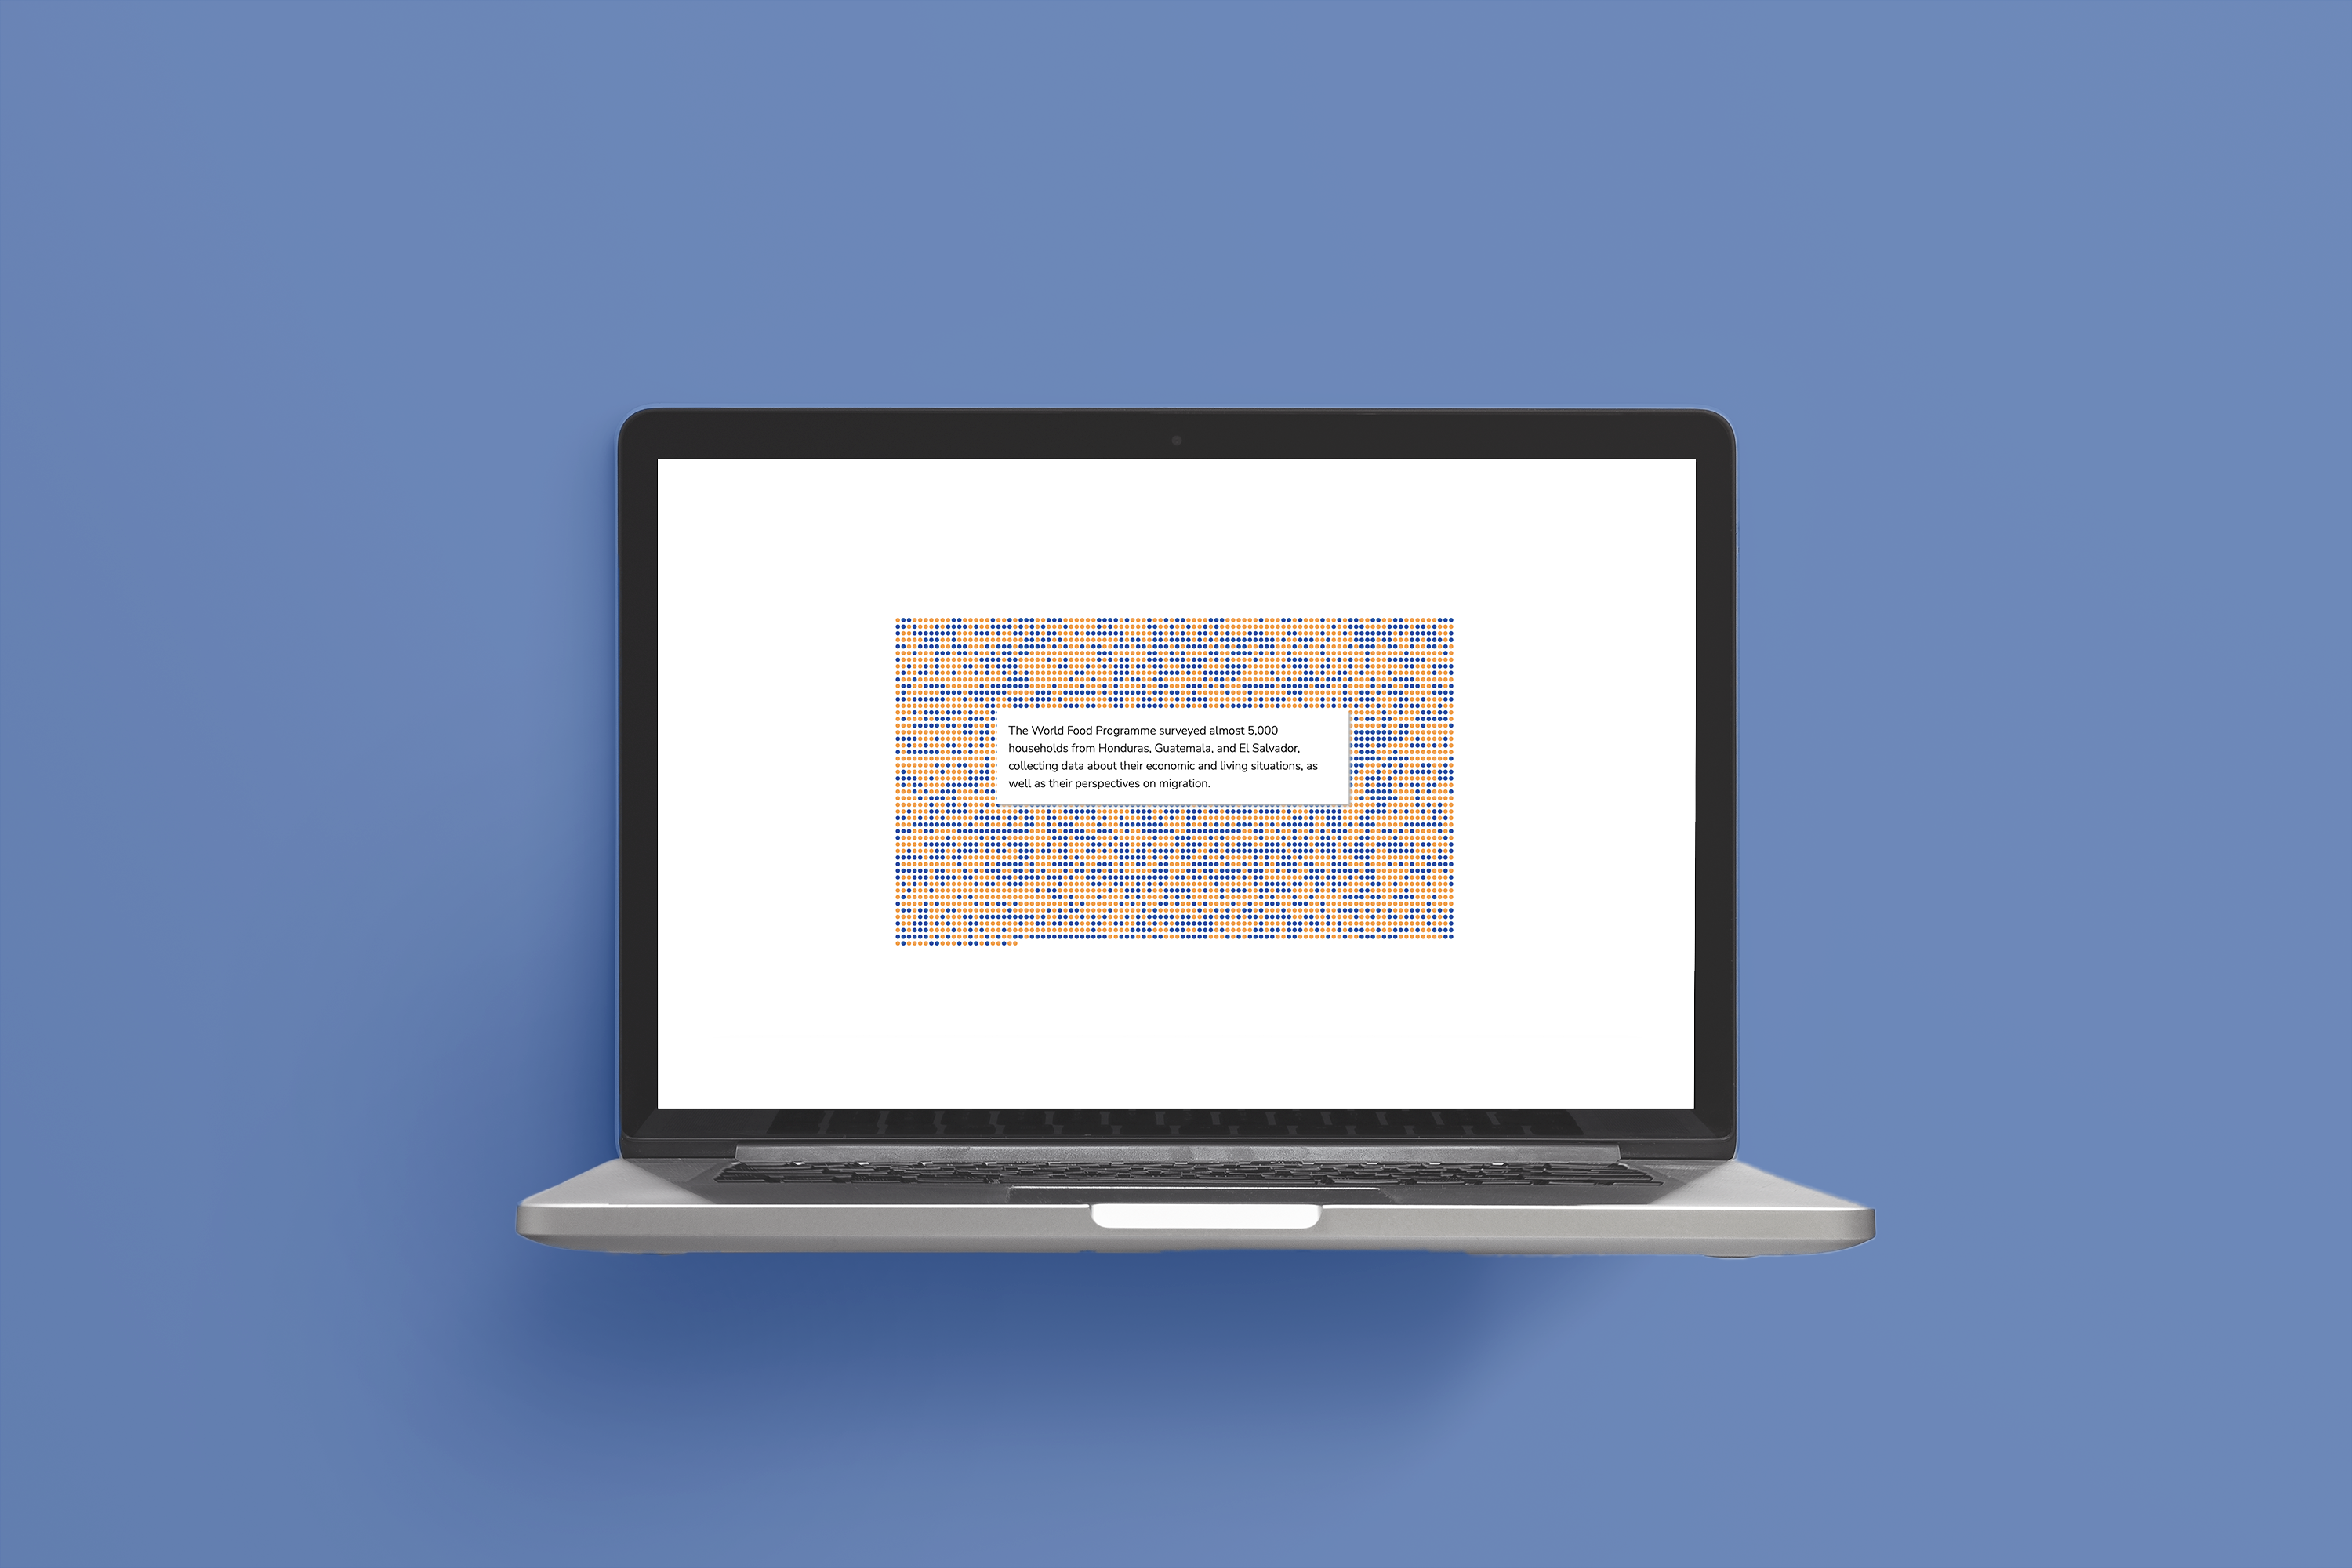 The World Food Programme surveyed almost 5,000
households from Honduras, Guatemala, and El Salvador,
collecting data about their economic and living situations, as
well as their perspectives on migration.